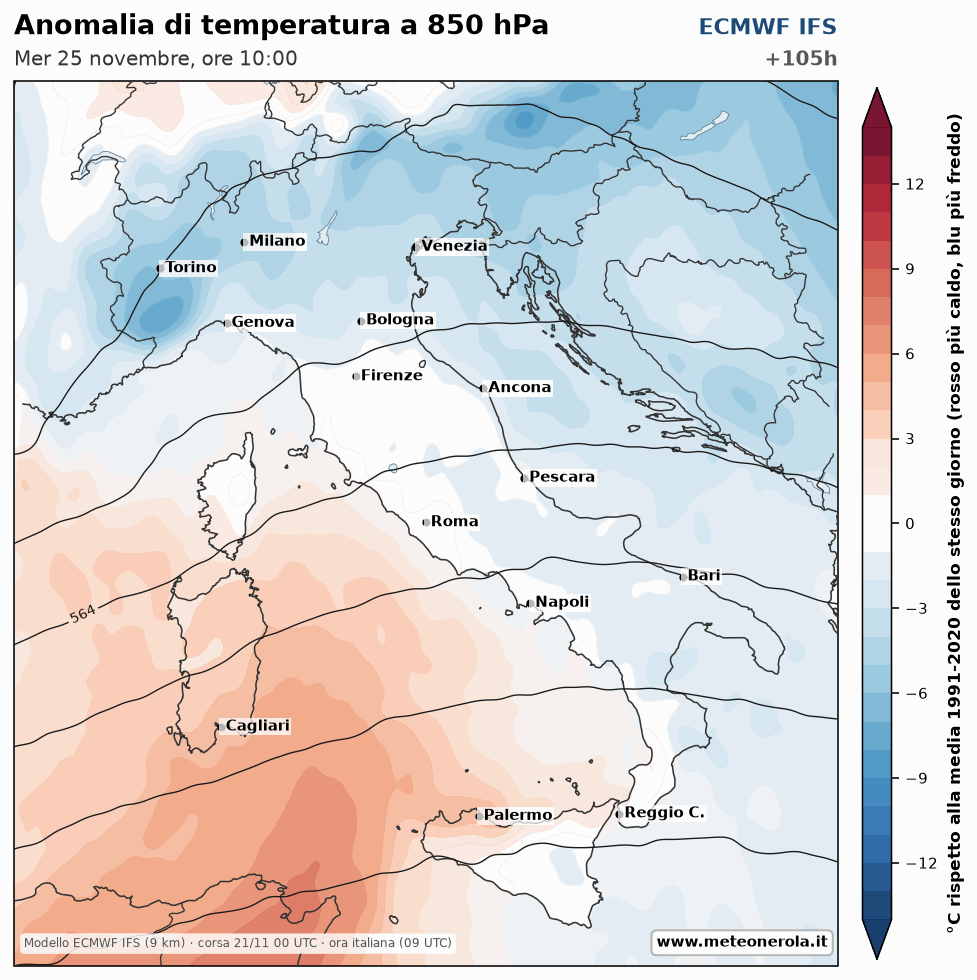 Anomalia di temperatura a 850 hPa
ECMWF IFS
Mer 25 novembre, ore 10:00
+105h
Milano
Venezia
Torino
Genova
Bologna
Firenze
Ancona
Pescara
Roma
Bari
Napoli
564
Cagliari
Palermo
Reggio C.
Modello ECMWF IFS (9 km) · corsa 21/11 00 UTC · ora italiana (09 UTC)
www.meteonerola.it
12
9
6
3
0
−3
−6
−9
−12
°C rispetto alla media 1991-2020 dello stesso giorno (rosso più caldo, blu più freddo)